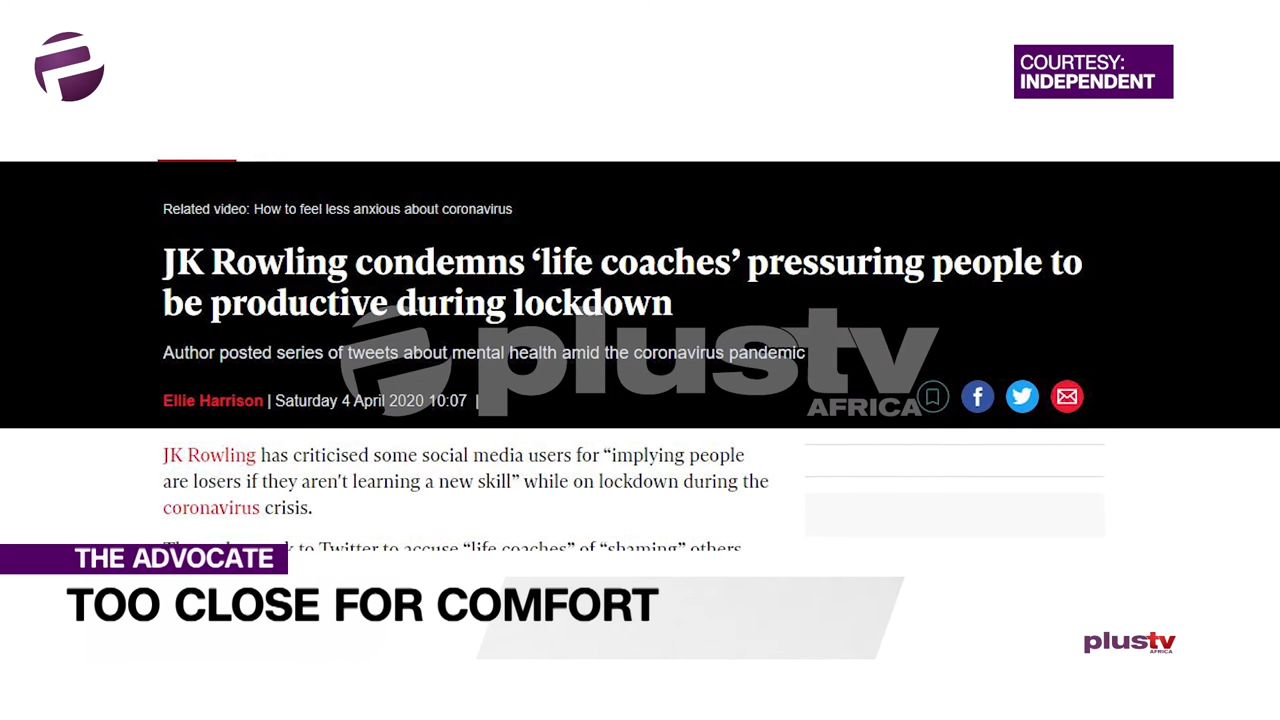 COURTESY:
INDEPENDENT
Related video: How to feel less anxious about coronavirus
JK Rowling condemns ‘life coaches’ pressuring people to
be productive during lockdown
Author posted series of tweets about mental health amid the coronavirus pandemic
plustv
AFRICA
Ellie Harrison | Saturday 4 April 2020 10:07 |
JK Rowling has criticised some social media users for “implying people
are losers if they aren't learning a new skill” while on lockdown during the
coronavirus crisis.
to Twitter to accuse “life coaches” of “shaming” others
THE ADVOCATE
TOO CLOSE FOR COMFORT
plustv
AFRICA